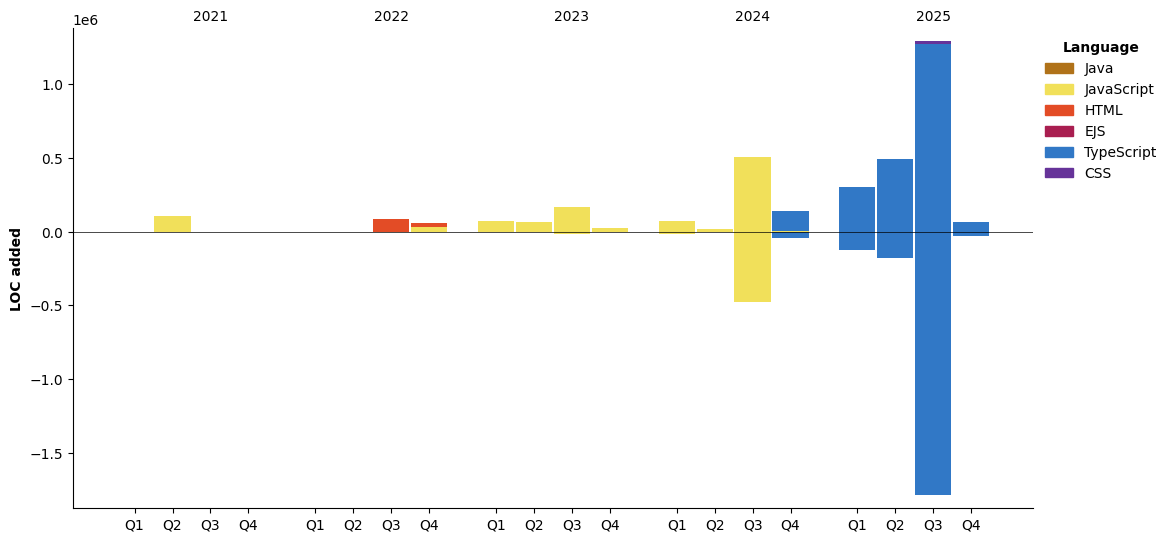 2021 2022 2023 2024 2025
1e6
Language
Java
JavaScript
HTML
EJS
TypeScript
CSS
1.0
0.5
0.0
−0.5
−1.0
−1.5
LOC added
Q1 Q2 Q3 Q4 Q1 Q2 Q3 Q4 Q1 Q2 Q3 Q4 Q1 Q2 Q3 Q4 Q1 Q2 Q3 Q4